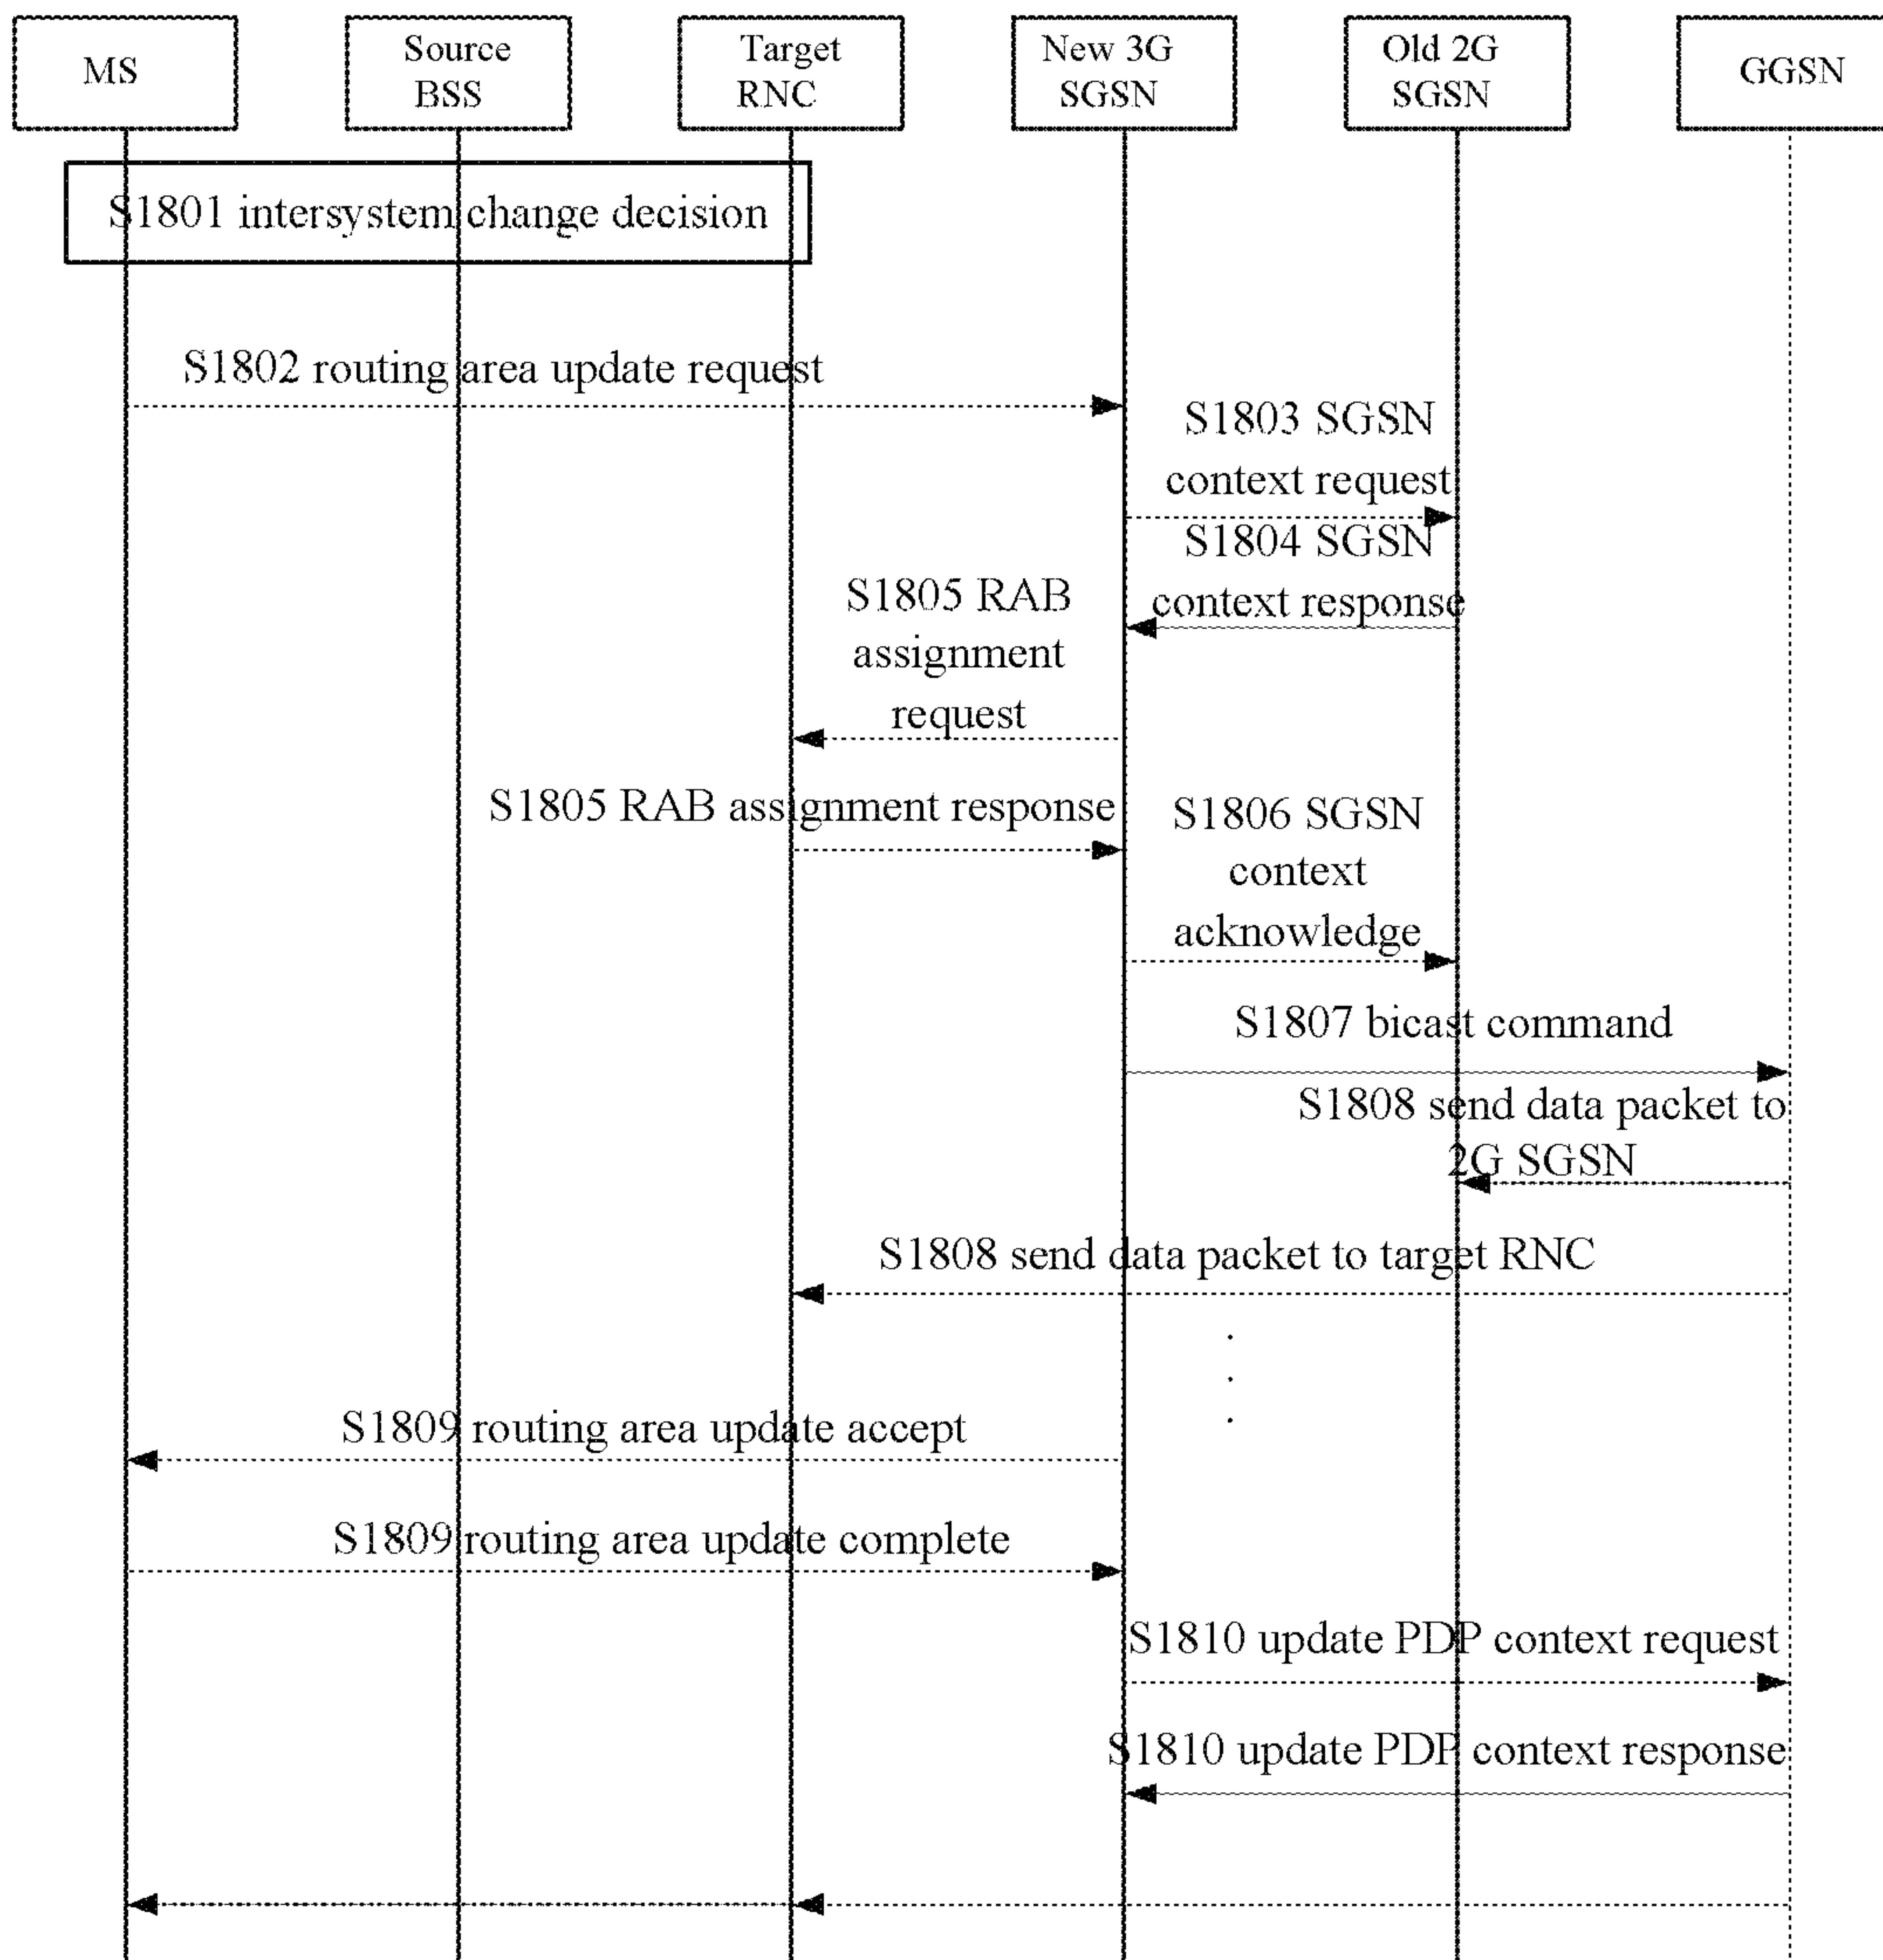 MS
Source
BSS
Target
RNC
New 3G
SGSN
Old 2G
SGSN
GGSN
S1801 intersystem change decision
S1802 routing area update request
S1803 SGSN
context request
S1804 SGSN
context response
S1805 RAB
assignment
request
S1805 RAB assignment response
S1806 SGSN
context
acknowledge
S1807 bicast command
S1808 send data packet to
2G SGSN
S1808 send data packet to target RNC
S1809 routing area update accept
S1809 routing area update complete
S1810 update PDP context request
S1810 update PDP context response